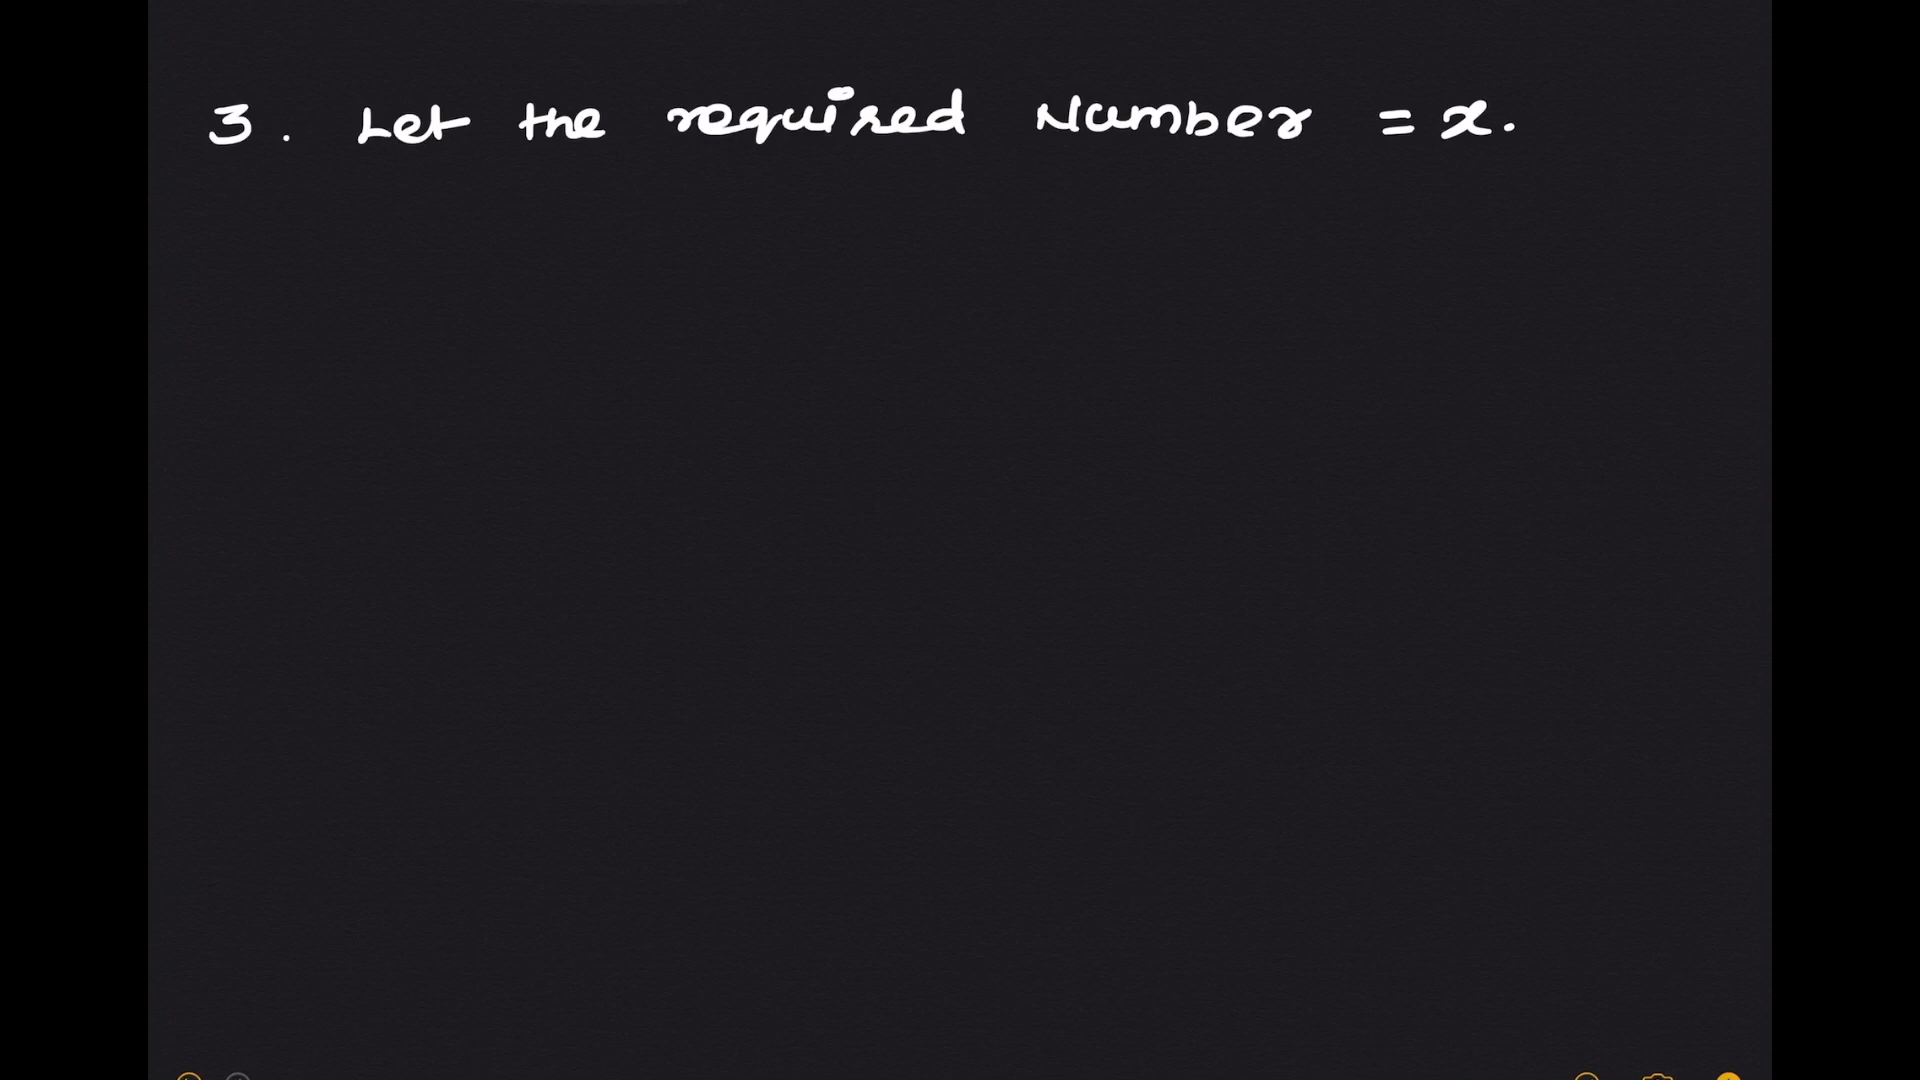 3. Let the required Number = x.